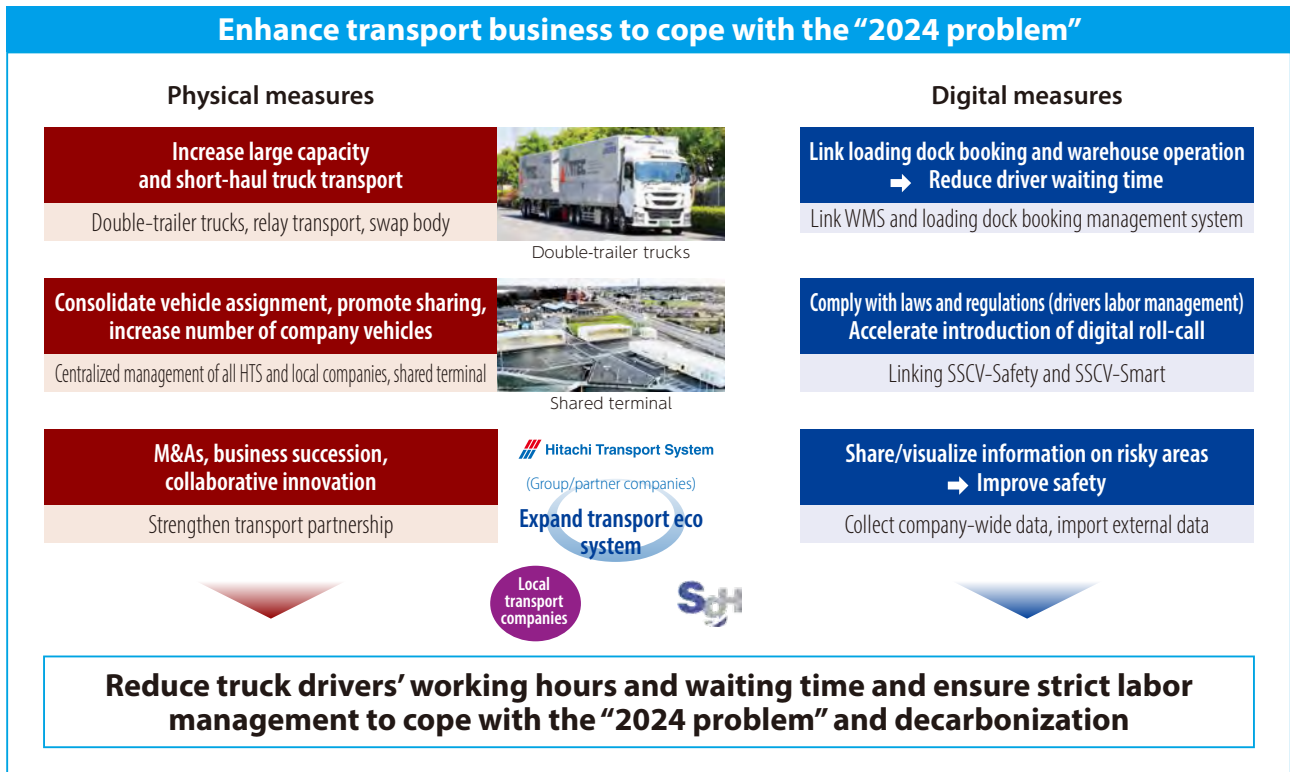 Enhance transport business to cope with the “2024 problem”
Physical measures
Increase large capacity
and short-haul truck transport
Double-trailer trucks, relay transport, swap body
Double-trailer trucks
Consolidate vehicle assignment, promote sharing,
increase number of company vehicles
Centralized management of all HTS and local companies, shared terminal
Shared terminal
M&As, business succession,
collaborative innovation
Strengthen transport partnership
Hitachi Transport System
(Group/partner companies)
Expand transport eco
system
Local
transport
companies
SgH
Digital measures
Link loading dock booking and warehouse operation
➡ Reduce driver waiting time
Link WMS and loading dock booking management system
Comply with laws and regulations (drivers labor management)
Accelerate introduction of digital roll-call
Linking SSCV-Safety and SSCV-Smart
Share/visualize information on risky areas
➡ Improve safety
Collect company-wide data, import external data
Reduce truck drivers’ working hours and waiting time and ensure strict labor
management to cope with the “2024 problem” and decarbonization